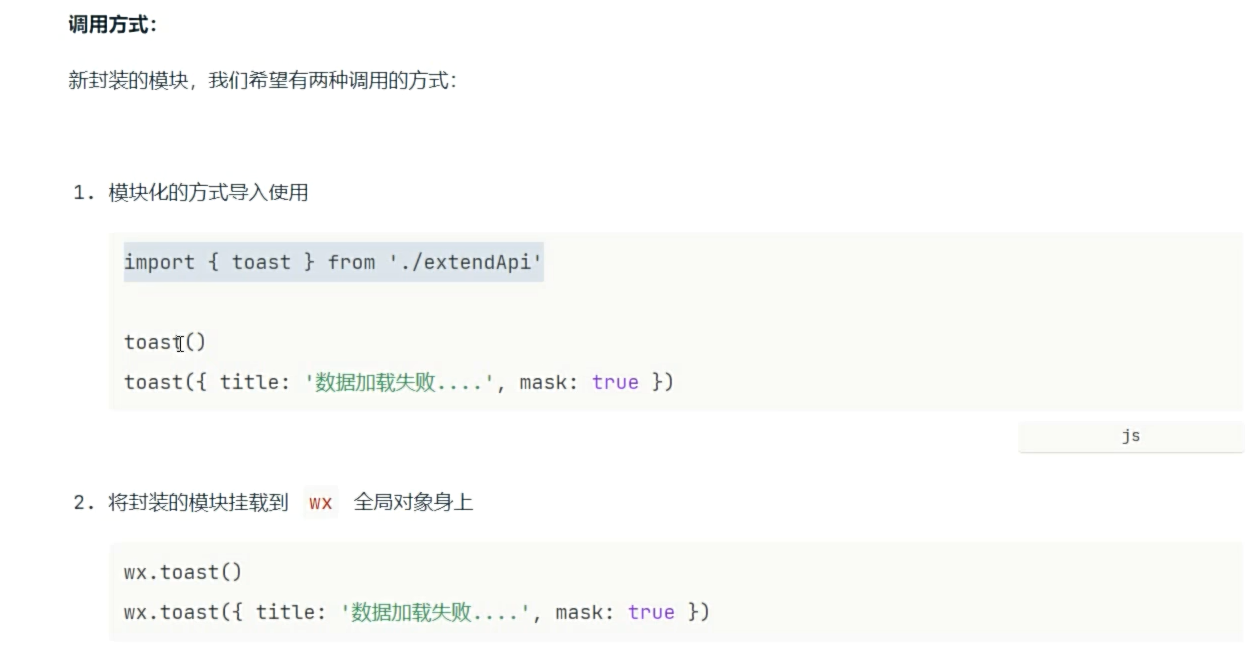 调用方式：
新封装的模块，我们希望有两种调用的方式：
1. 模块化的方式导入使用
import { toast } from './extendApi'
toast()
toast({ title: '数据加载失败....', mask: true })
js
2. 将封装的模块挂载到 wx 全局对象身上
wx.toast()
wx.toast({ title: '数据加载失败....', mask: true })